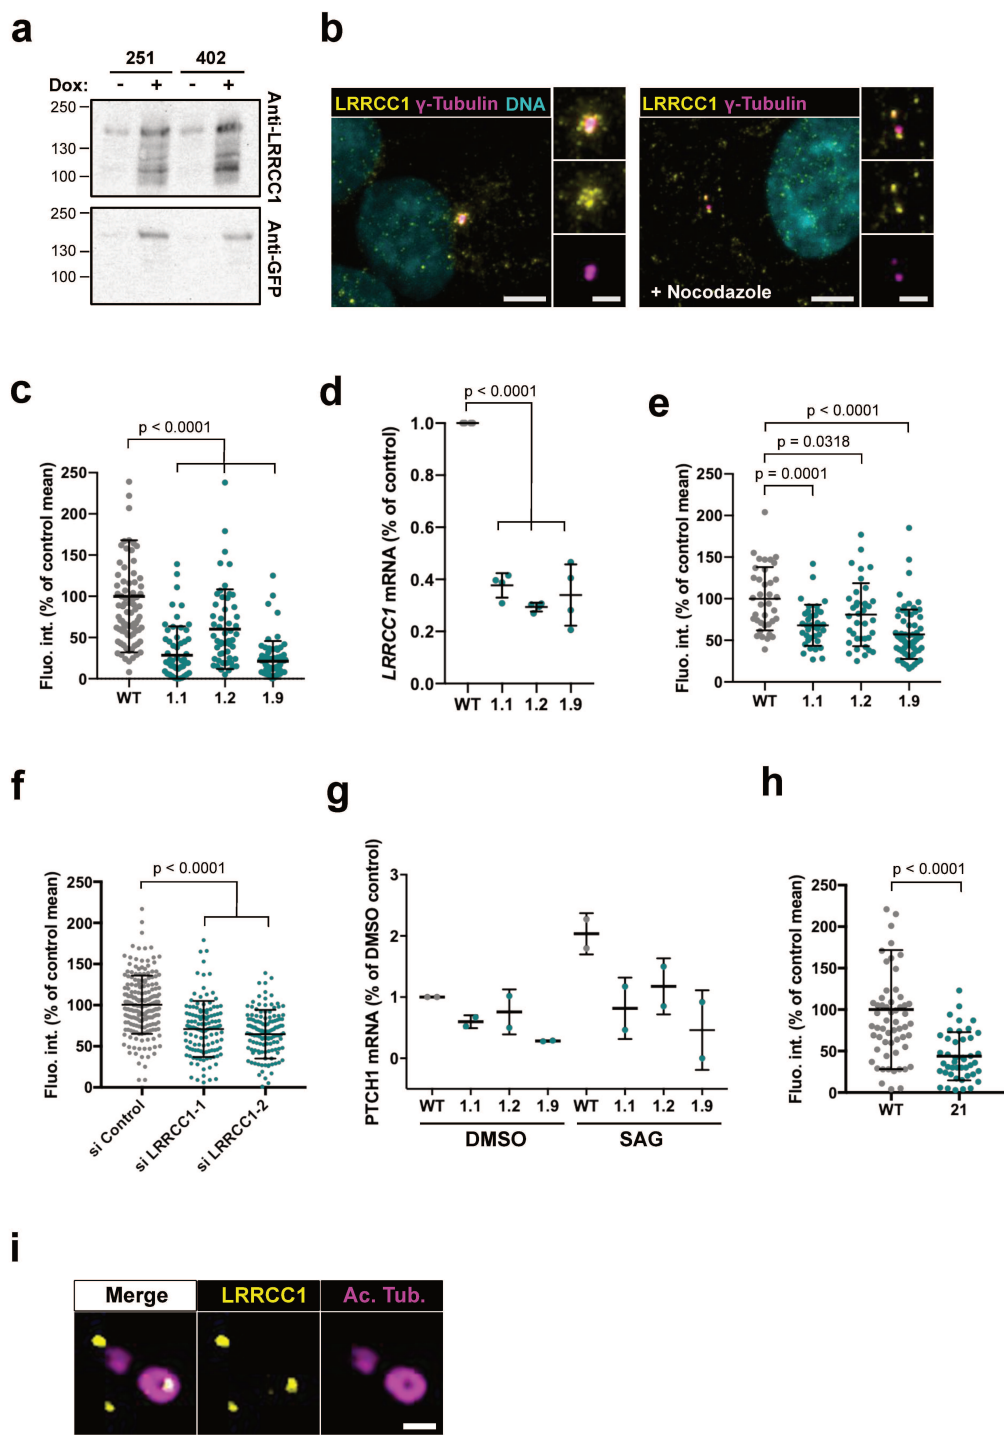 a
251 402
Dox: - + - +
250
130
100
Anti-LRRCC1
250
130
100
Anti-GFP
b
LRRCC1 γ-Tubulin DNA
LRRCC1 γ-Tubulin
+ Nocodazole
c
p < 0.0001
Fluo. int. (% of control mean)
250
200
150
100
50
0
WT 1.1 1.2 1.9
d
p < 0.0001
LRRCC1 mRNA (% of control)
1.0
0.8
0.6
0.4
0.2
0.0
WT 1.1 1.2 1.9
e
p < 0.0001
p = 0.0318
p = 0.0001
Fluo. int. (% of control mean)
250
200
150
100
50
0
WT 1.1 1.2 1.9
f
p < 0.0001
Fluo. int. (% of control mean)
250
200
150
100
50
0
si Control
si LRRCC1-1
si LRRCC1-2
g
PTCH1 mRNA (% of DMSO control)
3
2
1
0
WT 1.1 1.2 1.9 WT 1.1 1.2 1.9
DMSO SAG
h
p < 0.0001
Fluo. int. (% of control mean)
250
200
150
100
50
0
WT 21
i
Merge LRRCC1 Ac. Tub.